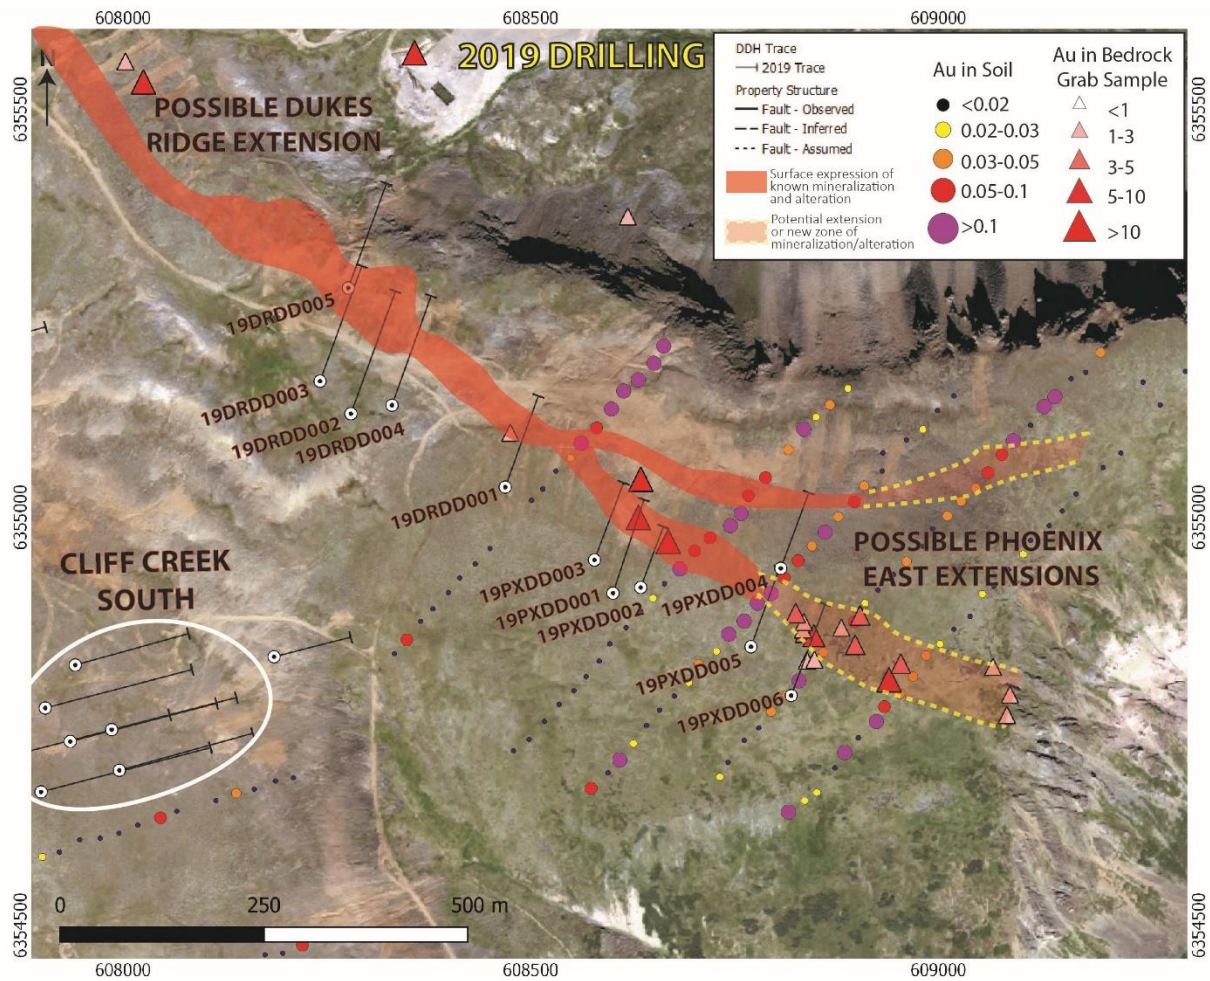 608000
608500
609000
2019 DRILLING
N
6355500
6355500
POSSIBLE DUKES
RIDGE EXTENSION
DDH Trace
2019 Trace
Property Structure
Fault - Observed
Fault - Inferred
Fault - Assumed
Surface expression of
known mineralization
and alteration
Potential extension
or new zone of
mineralization/alteration
Au in Soil
<0.02
0.02-0.03
0.03-0.05
0.05-0.1
>0.1
Au in Bedrock
Grab Sample
<1
1-3
3-5
5-10
>10
19DRDD005
19DRDD003
19DRDD002
19DRDD004
19DRDD001
6355000
6355000
CLIFF CREEK
SOUTH
POSSIBLE PHOENIX
EAST EXTENSIONS
19PXDD003
19PXDD001
19PXDD002
19PXDD004
19PXDD005
19PXDD006
0
250
500 m
6354500
6354500
608000
608500
609000